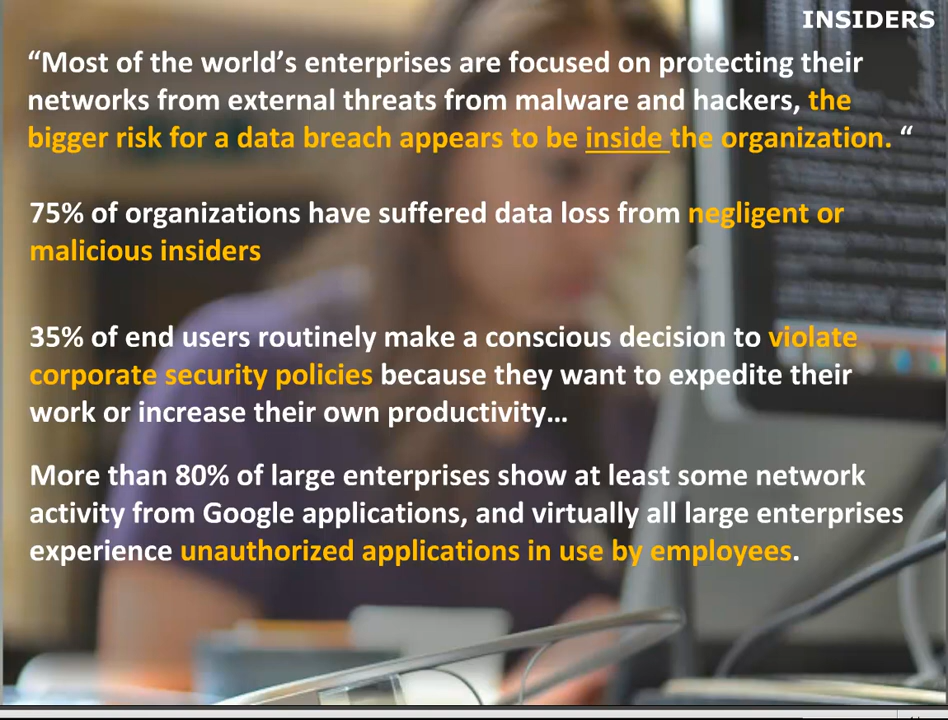 INSIDERS
“Most of the world’s enterprises are focused on protecting their
networks from external threats from malware and hackers, the
bigger risk for a data breach appears to be inside the organization. “
75% of organizations have suffered data loss from negligent or
malicious insiders
35% of end users routinely make a conscious decision to violate
corporate security policies because they want to expedite their
work or increase their own productivity…
More than 80% of large enterprises show at least some network
activity from Google applications, and virtually all large enterprises
experience unauthorized applications in use by employees.